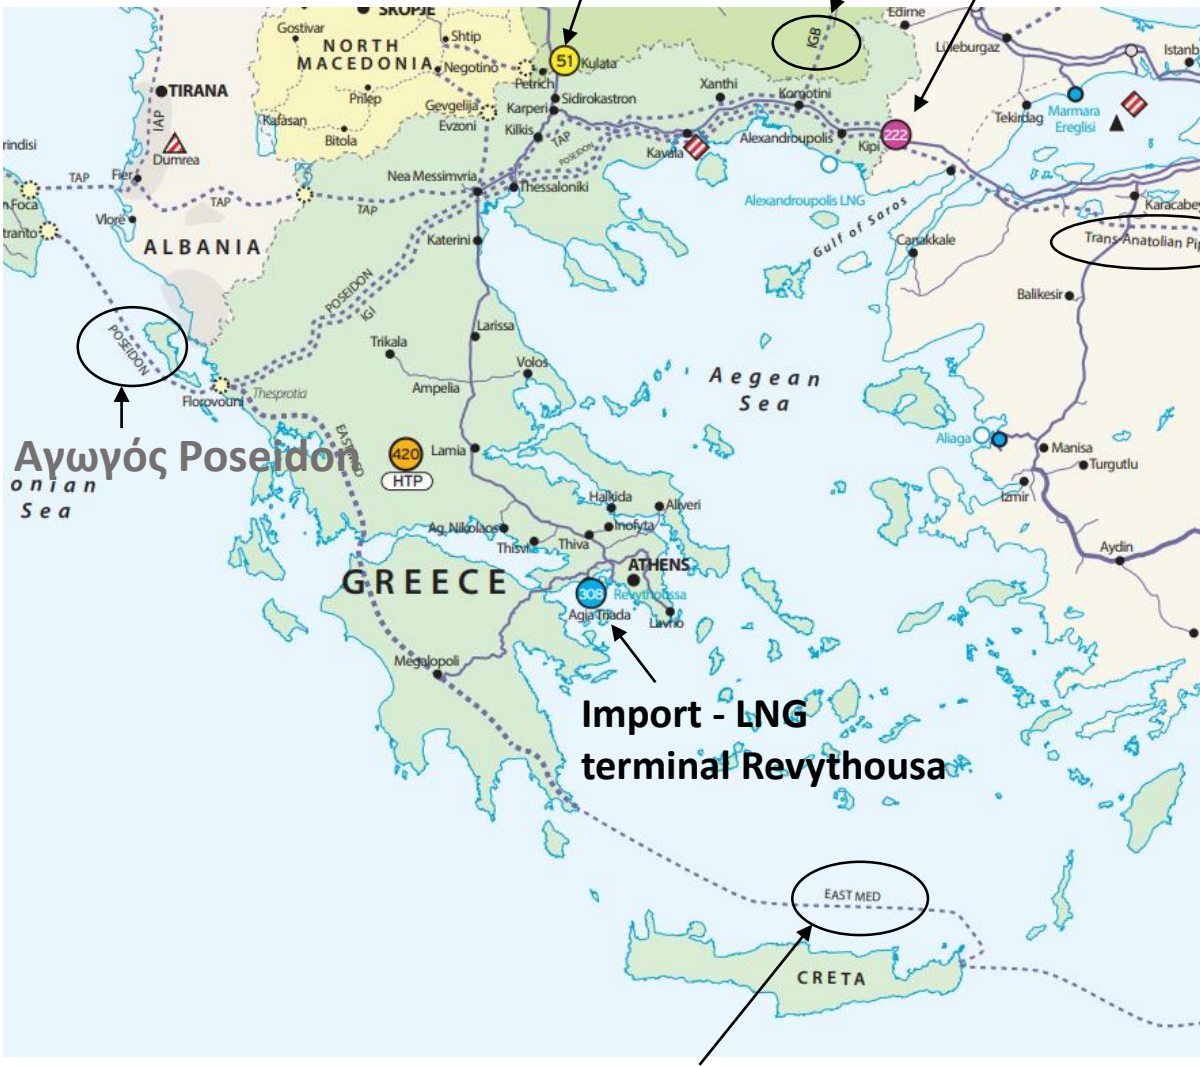 SKOPJE
Gostivar
Shtip
NORTH
MACEDONIA
Negotino
Petrich
51
Kulata
IGB
Edirne
Lüleburgaz
Istanb
TIRANA
IAP
Prilep
Gevgelija
Kafasan
Bitola
Evzoni
Karperi
Sidirokastron
Kilkis
Xanthi
Komotini
Tekirdag
Marmara
Ereglisi
rindisi
Dumrea
TAP
POSEIDON
Kavala
Alexandroupolis
Kipi
222
TAP
Fier
TAP
Foca
Nea Messimvria
Thessaloniki
TAP
Alexandroupolis LNG
Karacabey
Vlorë
tranto
ALBANIA
Katerini
Gulf of Saros
Canakkale
Trans-Anatolian Pip
POSEIDON
IGI
Balikesir
POSEIDON
Larissa
Trikala
Volos
Ampelia
Aegean
Sea
Florovouni
Thesprotia
EAST MED
Αγωγός Poseidon
420
HTP
Lamia
Aliaga
Manisa
Turgutlu
Izmir
onian
Sea
Halkida
Aliveri
Ag. Nikolaos
Inofyta
Thisvi
Thiva
Aydin
GREECE
ATHENS
308
Revythoussa
Agia Triada
Lavrio
Megalopoli
Import - LNG
terminal Revythousa
EAST MED
CRETA